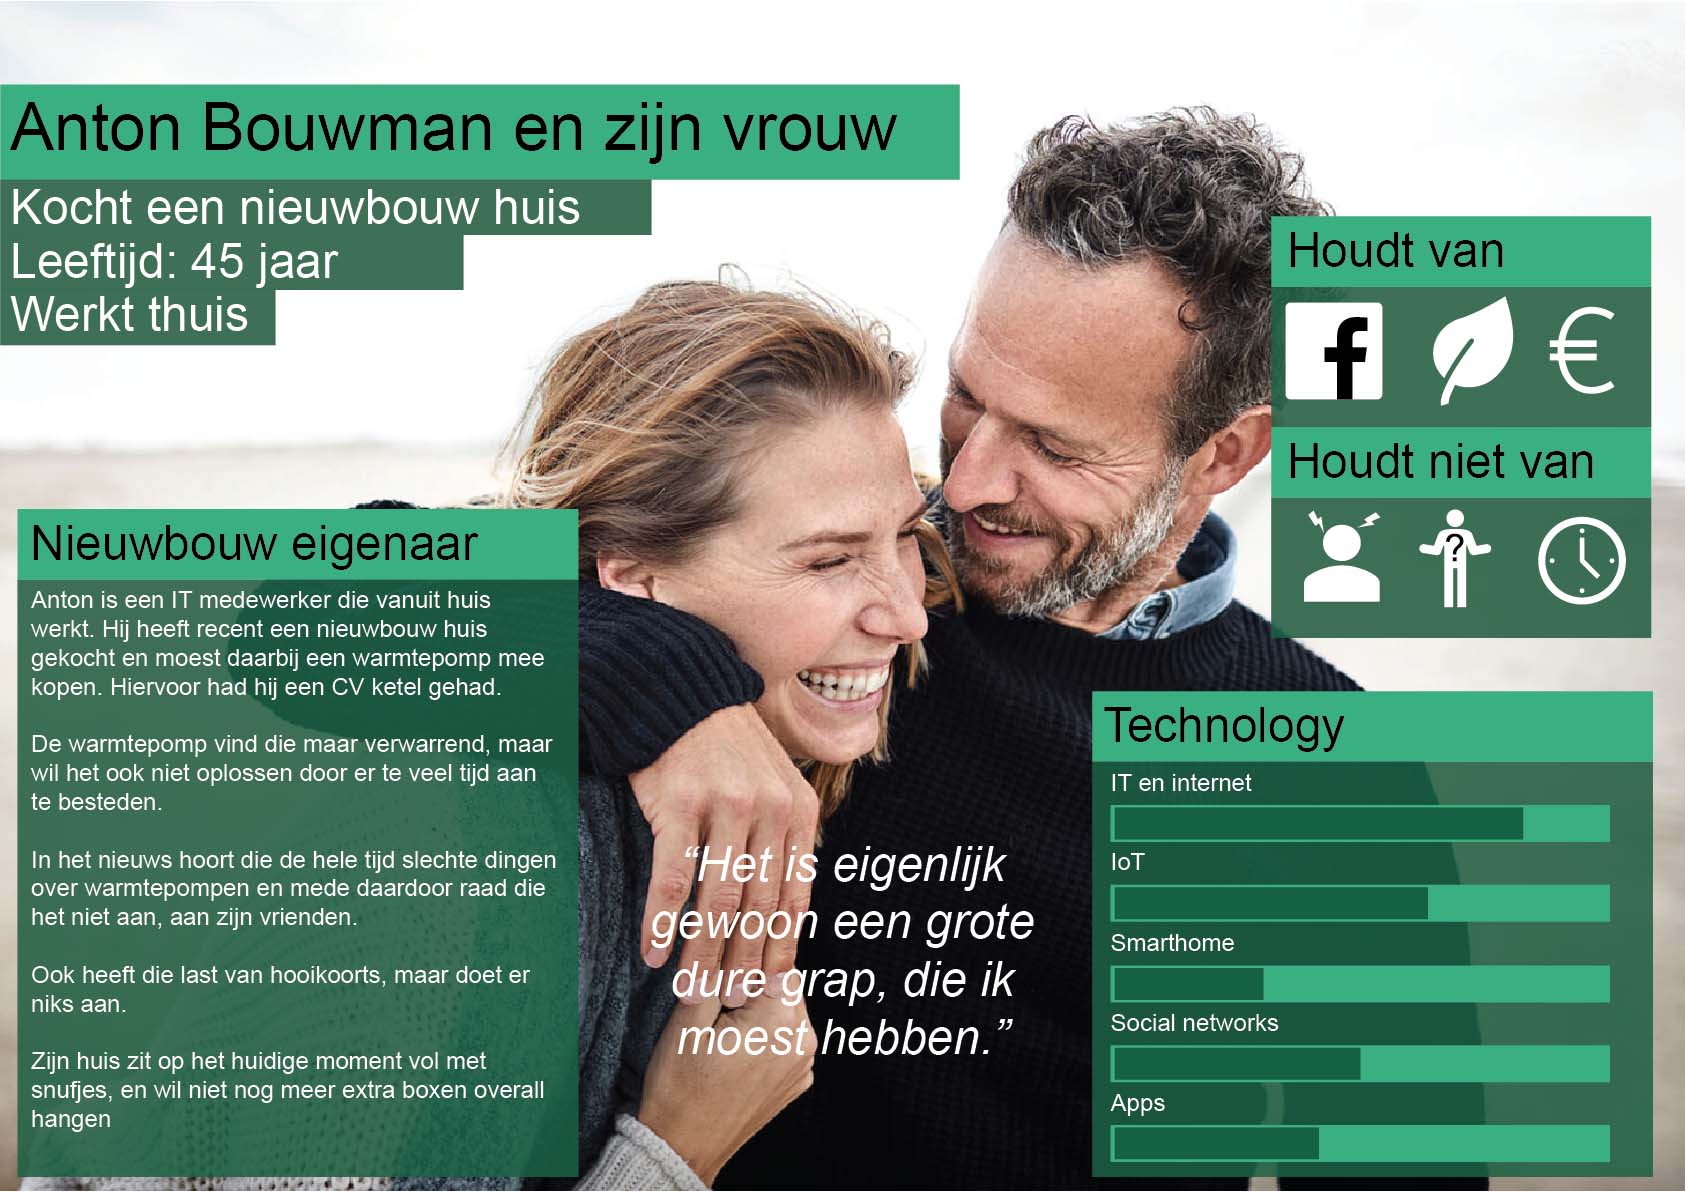 Anton Bouwman en zijn vrouw
Kocht een nieuwbouw huis
Leeftijd: 45 jaar
Werkt thuis
Houdt van
f
€
Houdt niet van
?
Nieuwbouw eigenaar
Anton is een IT medewerker die vanuit huis
werkt. Hij heeft recent een nieuwbouw huis
gekocht en moest daarbij een warmtepomp mee
kopen. Hiervoor had hij een CV ketel gehad.
De warmtepomp vind die maar verwarrend, maar
wil het ook niet oplossen door er te veel tijd aan
te besteden.
In het nieuws hoort die de hele tijd slechte dingen
over warmtepompen en mede daardoor raad die
het niet aan, aan zijn vrienden.
Ook heeft die last van hooikoorts, maar doet er
niks aan.
Zijn huis zit op het huidige moment vol met
snufjes, en wil niet nog meer extra boxen overall
hangen
“Het is eigenlijk
gewoon een grote
dure grap, die ik
moest hebben.”
Technology
IT en internet
IoT
Smarthome
Social networks
Apps